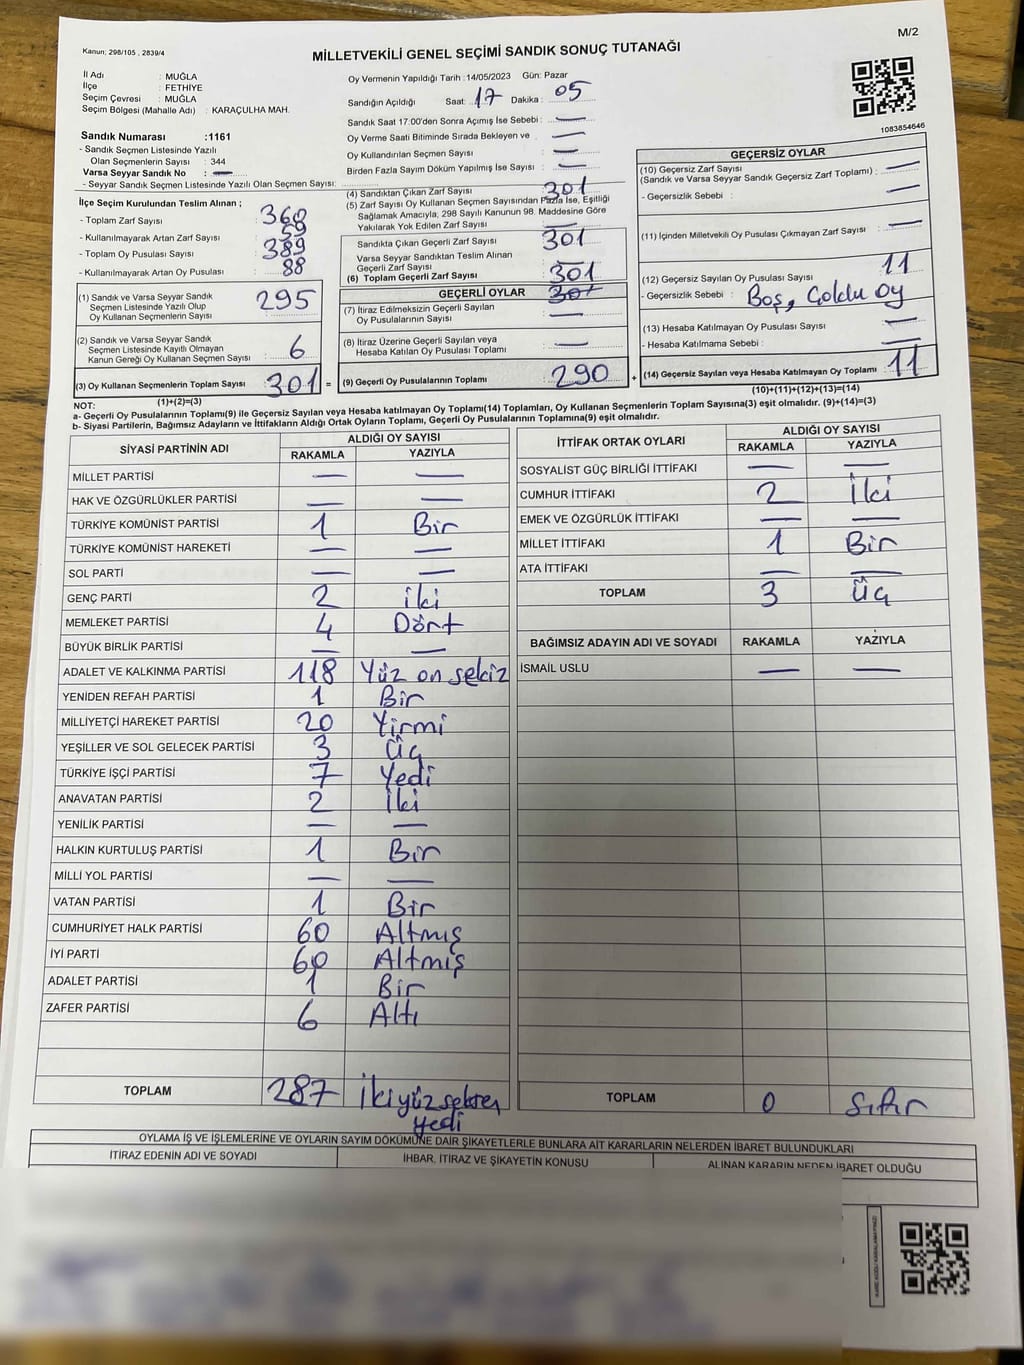 M/2
Kanun; 298/105 , 2839/4
MİLLETVEKİLİ GENEL SEÇİMİ SANDIK SONUÇ TUTANAĞI
İl Adı : MUĞLA
İlçe : FETHİYE
Seçim Çevresi : MUĞLA
Seçim Bölgesi (Mahalle Adı) : KARAÇULHA MAH.
Sandık Numarası :1161
- Sandık Seçmen Listesinde Yazılı
Olan Seçmenlerin Sayısı : 344
Varsa Seyyar Sandık No : —
- Seyyar Sandık Seçmen Listesinde Yazılı Olan Seçmen Sayısı:
Oy Vermenin Yapıldığı Tarih :14/05/2023 Gün: Pazar
Sandığın Açıldığı Saat: 17 Dakika : 05
Sandık Saat 17:00'den Sonra Açımış İse Sebebi : —
Oy Verme Saati Bitiminde Sırada Bekleyen ve —
Oy Kullandırılan Seçmen Sayısı —
Birden Fazla Sayım Döküm Yapılmış İse Sayısı : —
1083854646
İlçe Seçim Kurulundan Teslim Alınan ;
- Toplam Zarf Sayısı : 360
- Kullanılmayarak Artan Zarf Sayısı : 59
- Toplam Oy Pusulası Sayısı : 389
- Kullanılmayarak Artan Oy Pusulası : 88
(1) Sandık ve Varsa Seyyar Sandık
Seçmen Listesinde Yazılı Olup
Oy Kullanan Seçmenlerin Sayısı : 295
(2) Sandık ve Varsa Seyyar Sandık
Seçmen Listesinde Kayıtlı Olmayan
Kanun Gereği Oy Kullanan Seçmen Sayısı : 6
(3) Oy Kullanan Seçmenlerin Toplam Sayısı : 301 =
(1)+(2)=(3)
(4) Sandıktan Çıkan Zarf Sayısı : 301
(5) Zarf Sayısı Oy Kullanan Seçmen Sayısından Fazla İse, Eşitliği
Sağlamak Amacıyla, 298 Sayılı Kanunun 98. Maddesine Göre
Yakılarak Yok Edilen Zarf Sayısı : —
Sandıkta Çıkan Geçerli Zarf Sayısı : 301
Varsa Seyyar Sandıktan Teslim Alınan
Geçerli Zarf Sayısı : —
(6) Toplam Geçerli Zarf Sayısı : 301
GEÇERLİ OYLAR 301
(7) İtiraz Edilmeksizin Geçerli Sayılan
Oy Pusulalarının Sayısı : —
(8) İtiraz Üzerine Geçerli Sayılan veya
Hesaba Katılan Oy Pusulası Toplamı : —
(9) Geçerli Oy Pusulalarının Toplamı : 290 +
GEÇERSİZ OYLAR
(10) Geçersiz Zarf Sayısı —
(Sandık ve Varsa Seyyar Sandık Geçersiz Zarf Toplamı) :
- Geçersizlik Sebebi : —
(11) İçinden Milletvekili Oy Pusulası Çıkmayan Zarf Sayısı : —
(12) Geçersiz Sayılan Oy Pusulası Sayısı : 11
- Geçersizlik Sebebi : Boş, Çoklu Oy
(13) Hesaba Katılmayan Oy Pusulası Sayısı : —
- Hesaba Katılmama Sebebi : —
(14) Geçersiz Sayılan veya Hesaba Katılmayan Oy Toplamı : 11
(10)+(11)+(12)+(13)=(14)
NOT:
a- Geçerli Oy Pusulalarının Toplamı(9) ile Geçersiz Sayılan veya Hesaba katılmayan Oy Toplamı(14) Toplamları, Oy Kullanan Seçmenlerin Toplam Sayısına(3) eşit olmalıdır. (9)+(14)=(3)
b- Siyasi Partilerin, Bağımsız Adayların ve İttifakların Aldığı Ortak Oyların Toplamı, Geçerli Oy Pusulalarının Toplamına(9) eşit olmalıdır.
SİYASİ PARTİNİN ADI ALDIĞI OY SAYISI
RAKAMLA YAZIYLA
MİLLET PARTİSİ — —
HAK VE ÖZGÜRLÜKLER PARTİSİ — —
TÜRKİYE KOMÜNİST PARTİSİ 1 Bir
TÜRKİYE KOMÜNİST HAREKETİ — —
SOL PARTİ — —
GENÇ PARTİ 2 İki
MEMLEKET PARTİSİ 4 Dört
BÜYÜK BİRLİK PARTİSİ — —
ADALET VE KALKINMA PARTİSİ 118 Yüz on sekiz
YENİDEN REFAH PARTİSİ 1 Bir
MİLLİYETÇİ HAREKET PARTİSİ 20 Yirmi
YEŞİLLER VE SOL GELECEK PARTİSİ 3 Üç
TÜRKİYE İŞÇİ PARTİSİ 7 Yedi
ANAVATAN PARTİSİ 2 İki
YENİLİK PARTİSİ — —
HALKIN KURTULUŞ PARTİSİ 1 Bir
MİLLİ YOL PARTİSİ — —
VATAN PARTİSİ 1 Bir
CUMHURİYET HALK PARTİSİ 60 Altmış
İYİ PARTİ 60 Altmış
ADALET PARTİSİ 1 Bir
ZAFER PARTİSİ 6 Altı
TOPLAM 287 İkiyüz seksen
yedi
İTTİFAK ORTAK OYLARI ALDIĞI OY SAYISI
RAKAMLA YAZIYLA
SOSYALİST GÜÇ BİRLİĞİ İTTİFAKI — —
CUMHUR İTTİFAKI 2 İki
EMEK VE ÖZGÜRLÜK İTTİFAKI — —
MİLLET İTTİFAKI 1 Bir
ATA İTTİFAKI — —
TOPLAM 3 Üç
BAĞIMSIZ ADAYIN ADI VE SOYADI RAKAMLA YAZIYLA
İSMAİL USLU — —
TOPLAM 0 Sıfır
OYLAMA İŞ VE İŞLEMLERİNE VE OYLARIN SAYIM DÖKÜMÜNE DAİR ŞİKAYETLERLE BUNLARA AİT KARARLARIN NELERDEN İBARET BULUNDUKLARI
İTİRAZ EDENİN ADI VE SOYADI İHBAR, İTİRAZ VE ŞİKAYETİN KONUSU ALINAN KARARIN NEDEN İBARET OLDUĞU